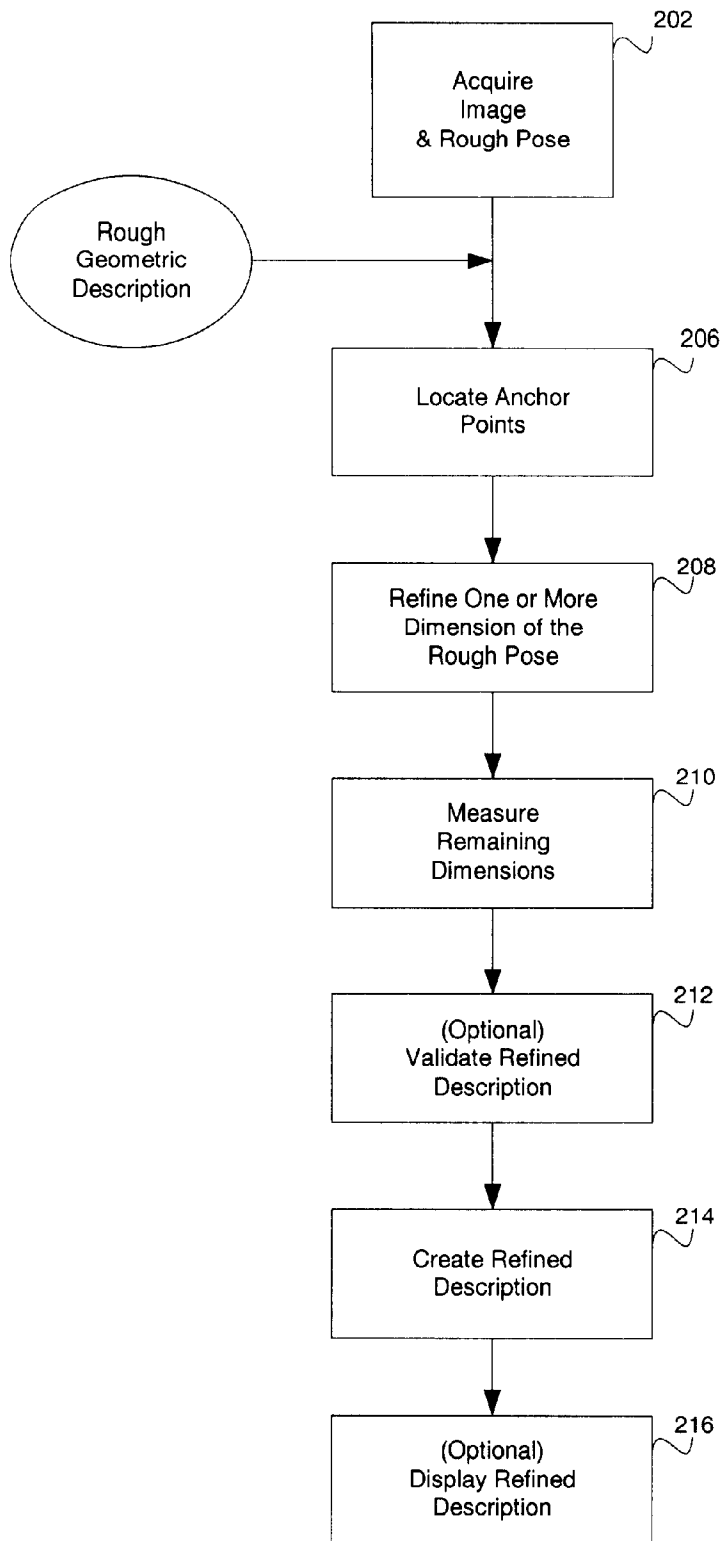 202
Acquire
Image
& Rough Pose
Rough
Geometric
Description
206
Locate Anchor
Points
208
Refine One or More
Dimension of the
Rough Pose
210
Measure
Remaining
Dimensions
212
(Optional)
Validate Refined
Description
214
Create Refined
Description
216
(Optional)
Display Refined
Description